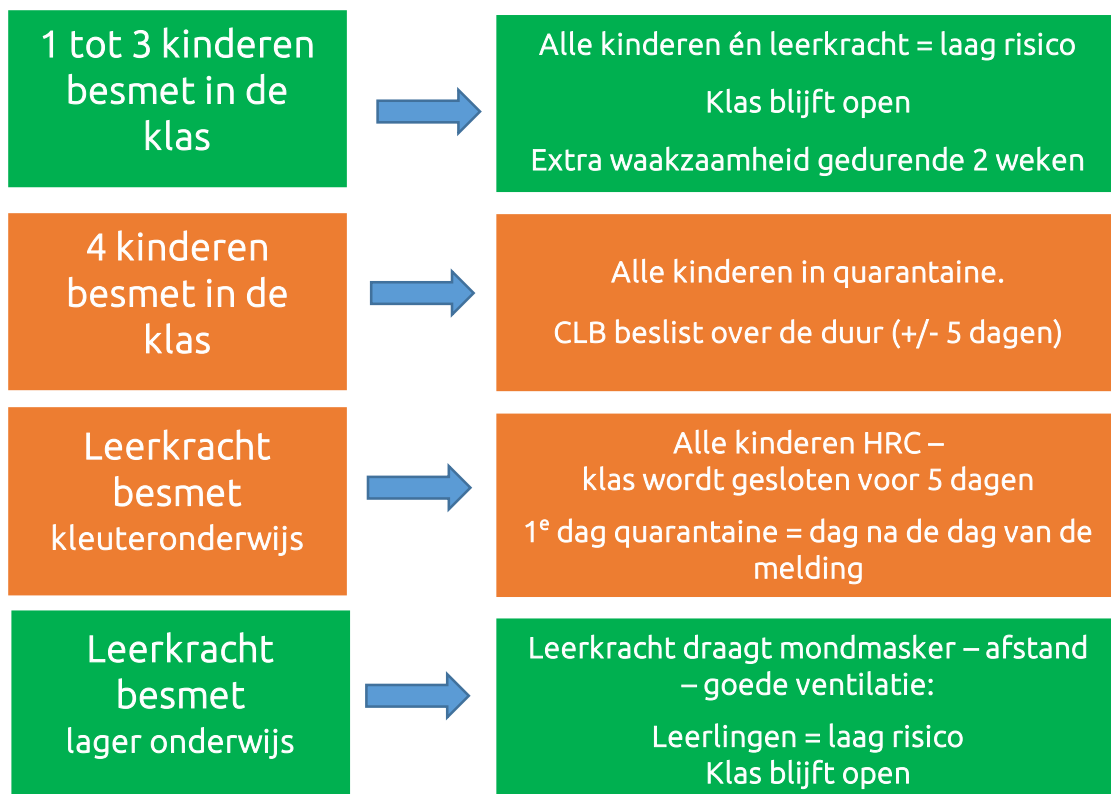 1 tot 3 kinderen
besmet in de
klas
Alle kinderen én leerkracht = laag risico
Klas blijft open
Extra waakzaamheid gedurende 2 weken
4 kinderen
besmet in de
klas
Alle kinderen in quarantaine.
CLB beslist over de duur (+/- 5 dagen)
Leerkracht
besmet
kleuteronderwijs
Alle kinderen HRC –
klas wordt gesloten voor 5 dagen
1ᵉ dag quarantaine = dag na de dag van de
melding
Leerkracht
besmet
lager onderwijs
Leerkracht draagt mondmasker – afstand
– goede ventilatie:
Leerlingen = laag risico
Klas blijft open